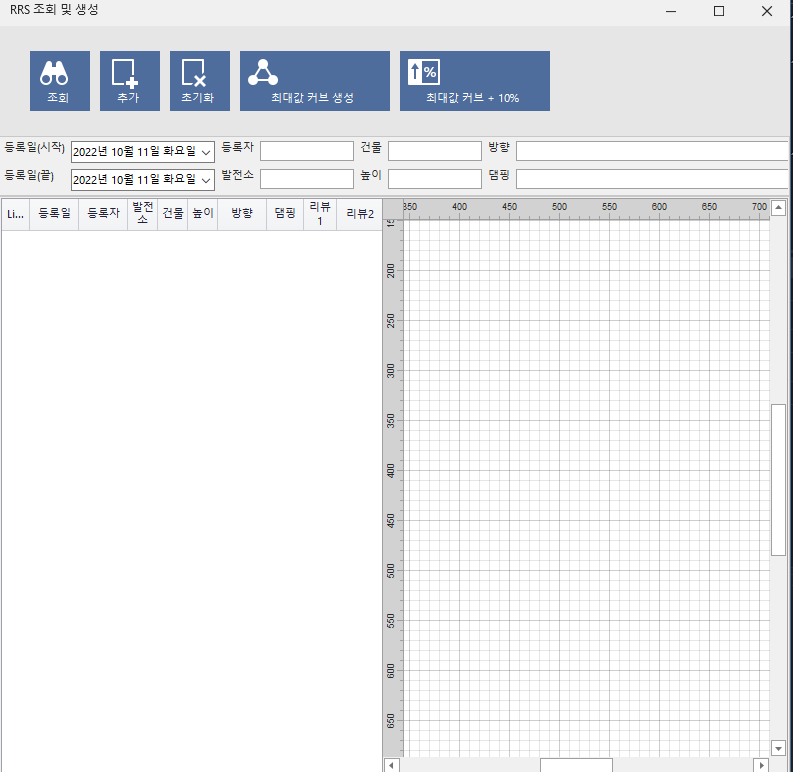 RRS 조회 및 생성
조회 추가 초기화 최대값 커브 생성 최대값 커브 + 10%
등록일(시작) 2022년 10월 11일 화요일 등록자 건물 방향
등록일(끝) 2022년 10월 11일 화요일 발전소 높이 댐핑
Li... 등록일 등록자 발전소 건물 높이 방향 댐핑 리뷰1 리뷰2
350 400 450 500 550 600 650 700
15
200
250
300
350
400
450
500
550
600
650